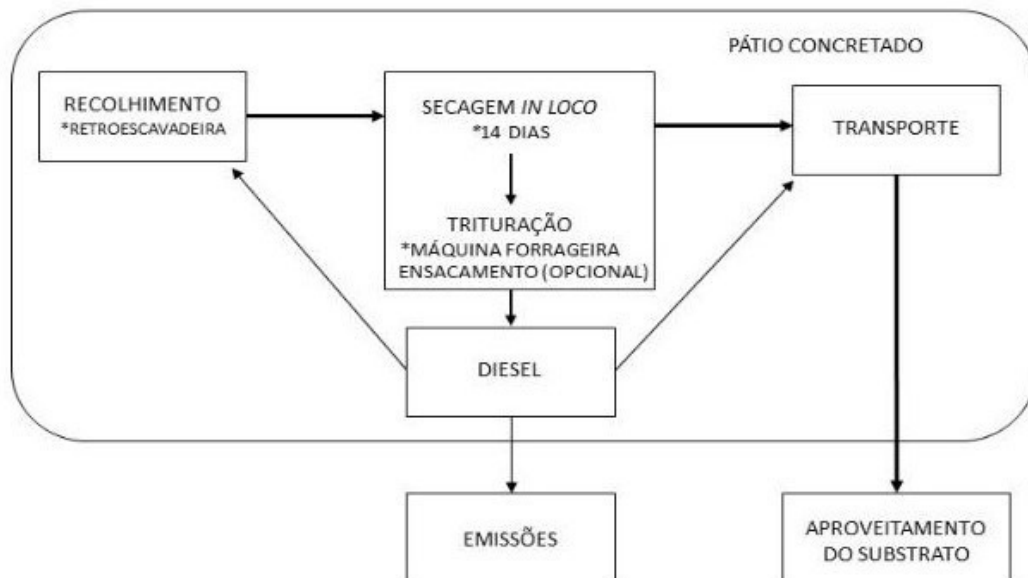 PÁTIO CONCRETADO
RECOLHIMENTO
*RETROESCAVADEIRA
SECAGEM IN LOCO
*14 DIAS
TRITURAÇÃO
*MÁQUINA FORRAGEIRA
ENSACAMENTO (OPCIONAL)
TRANSPORTE
DIESEL
EMISSÕES
APROVEITAMENTO
DO SUBSTRATO